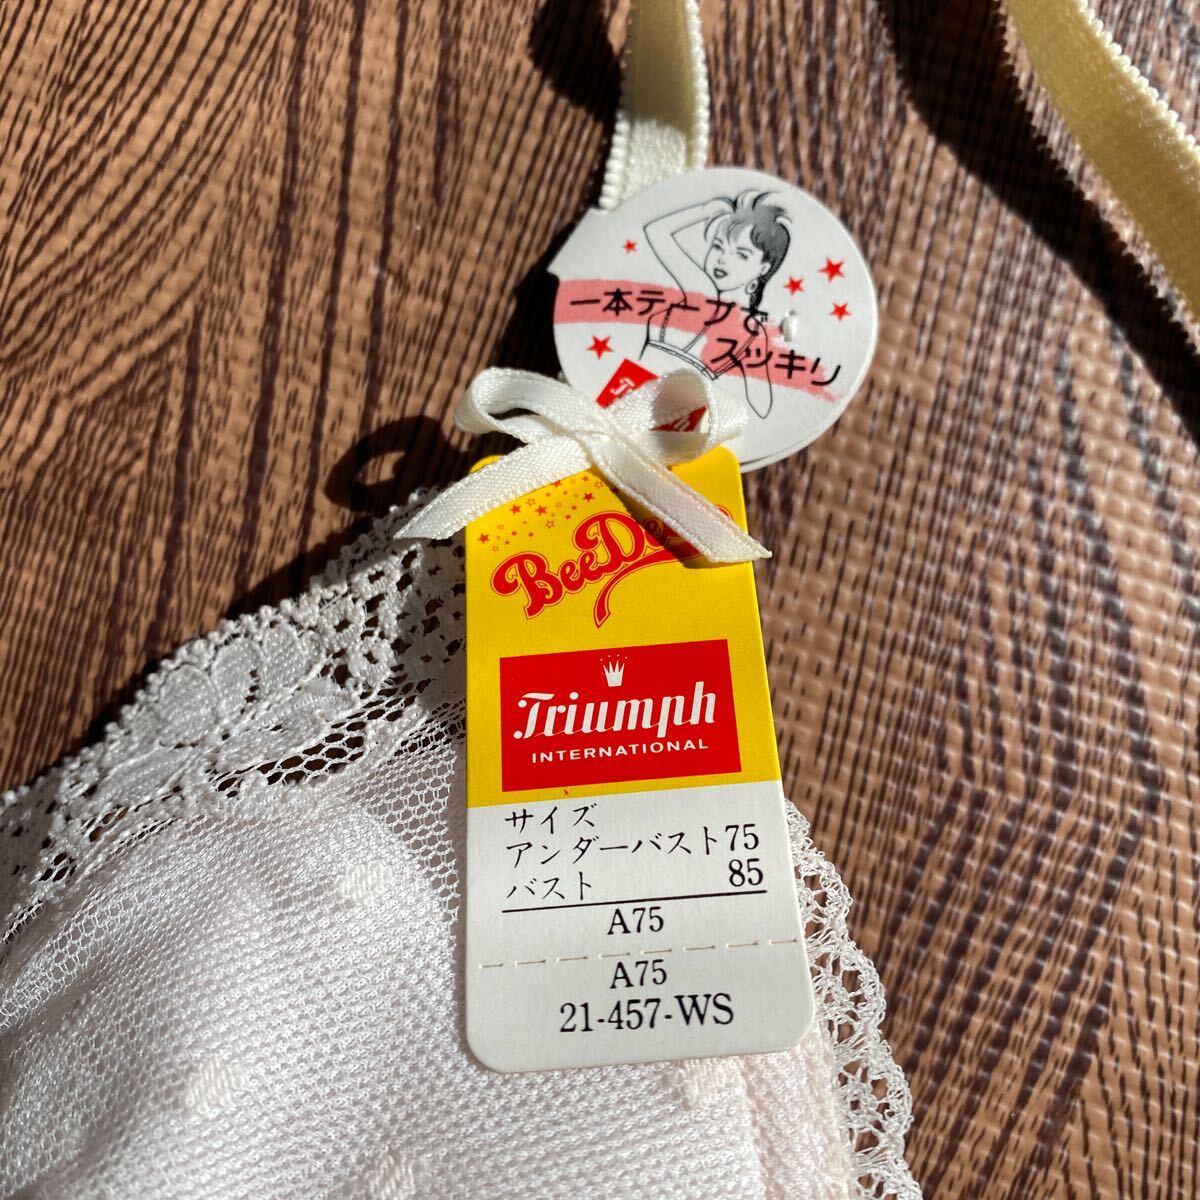 一本テープで
スッキリ
Triumph
INTERNATIONAL
サイズ
アンダーバスト75
バスト 85
A75
A75
21-457-WS